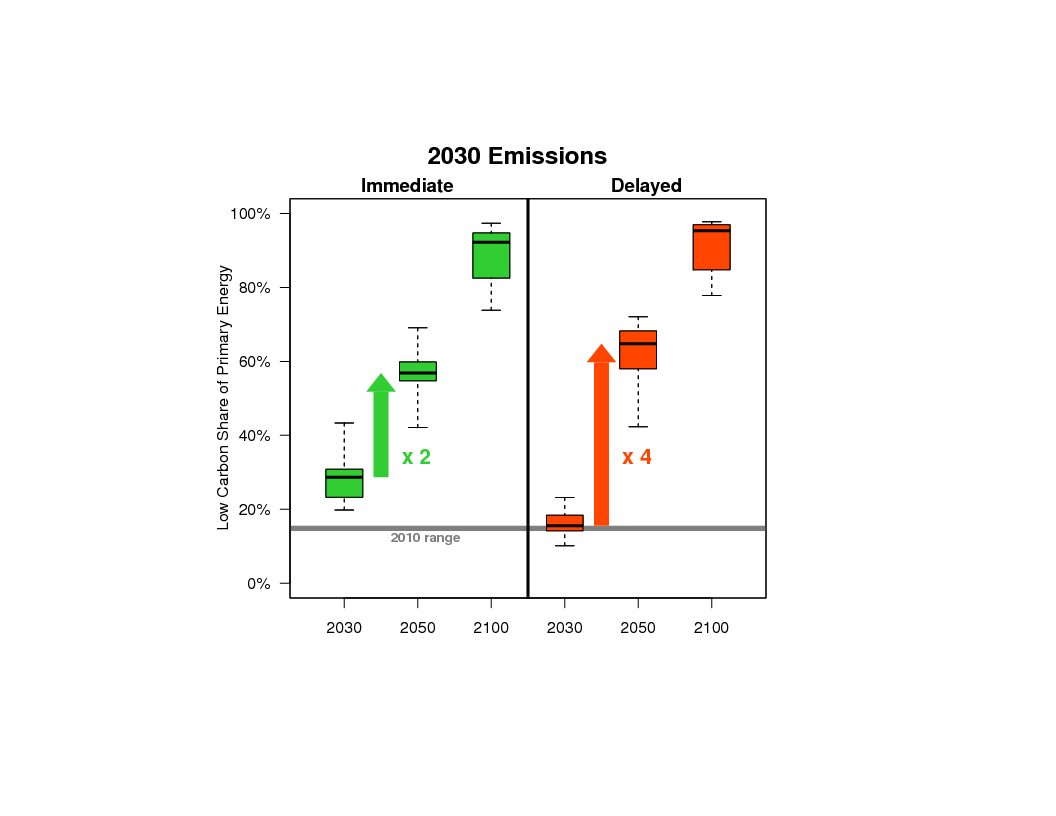 2030 Emissions
Immediate
Delayed
Low Carbon Share of Primary Energy
100%
80%
60%
40%
20%
0%
x 2
x 4
2010 range
2030
2050
2100
2030
2050
2100